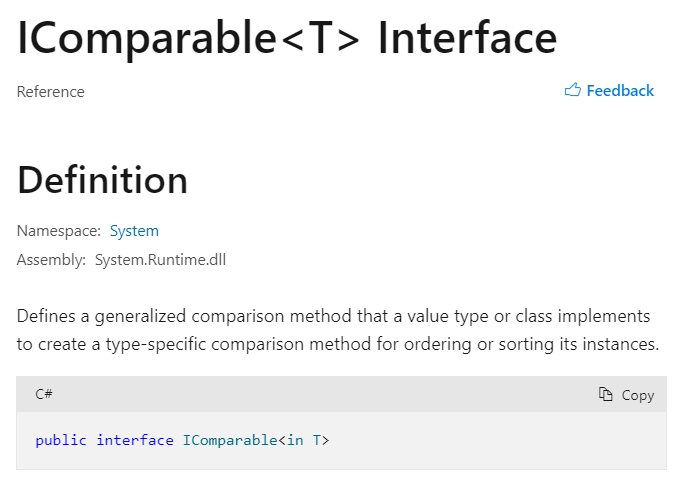 IComparable<T> Interface
Reference
Feedback
Definition
Namespace: System
Assembly: System.Runtime.dll
Defines a generalized comparison method that a value type or class implements
to create a type-specific comparison method for ordering or sorting its instances.
C#
Copy
public interface IComparable<in T>